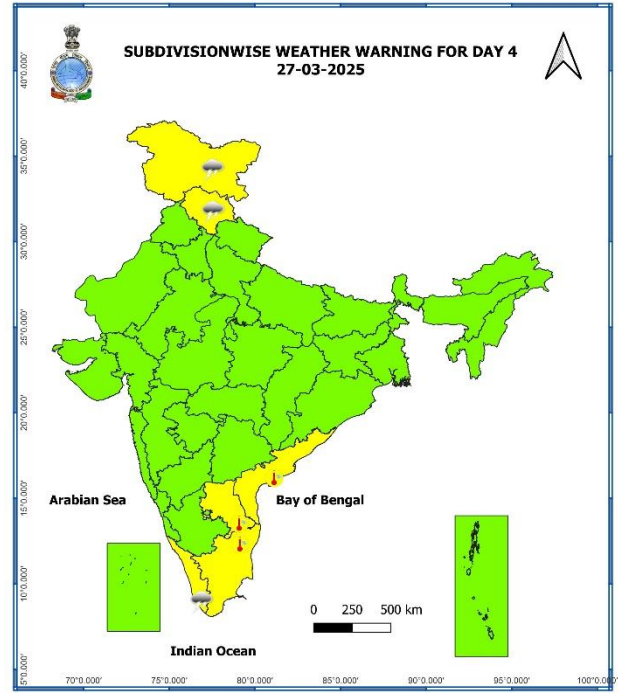 SUBDIVISIONWISE WEATHER WARNING FOR DAY 4
27-03-2025
40°0.000'
35°0.000'
30°0.000'
25°0.000'
20°0.000'
15°0.000'
10°0.000'
5°0.000'
Arabian Sea
Bay of Bengal
0 250 500 km
Indian Ocean
70°0.000' 75°0.000' 80°0.000' 85°0.000' 90°0.000' 95°0.000' 100°0.000'